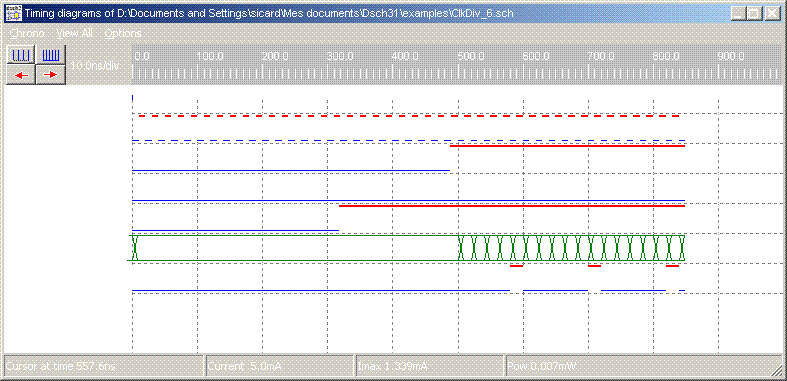 Timing diagrams of D:\Documents and Settings\sicard\Mes documents\Dsch31\examples\ClkDiv_6.sch
Chrono View All Options
10.0ns/div
0.0 100.0 200.0 300.0 400.0 500.0 600.0 700.0 800.0 900.0
Cursor at time 557.6ns Current 5.0mA Imax 1.339mA Pow 0.007mW